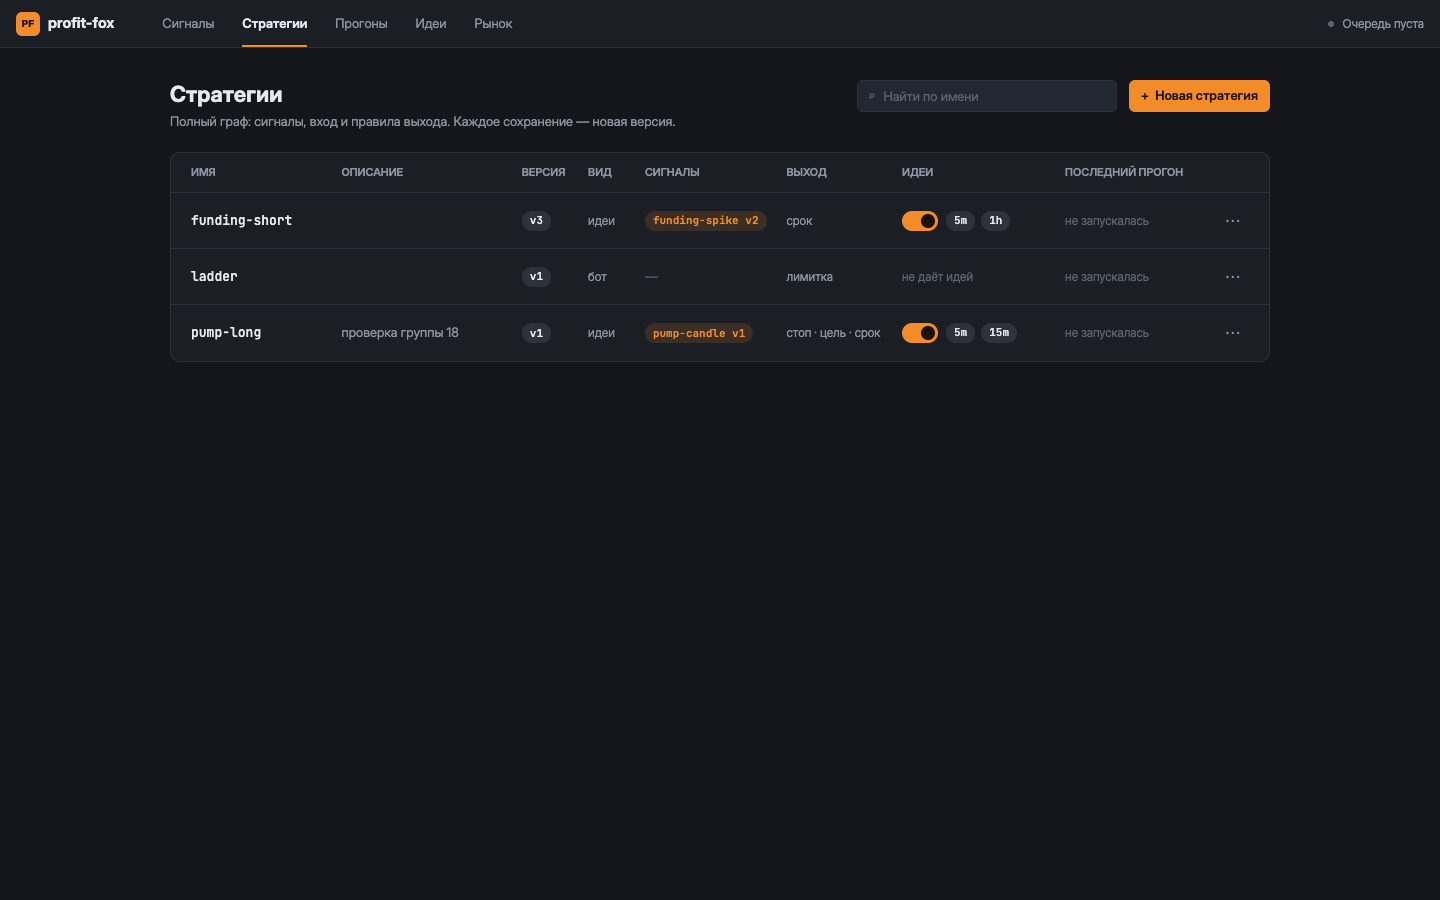 PF profit-fox Сигналы Стратегии Прогоны Идеи Рынок Очередь пуста
Стратегии
Найти по имени
+ Новая стратегия
Полный граф: сигналы, вход и правила выхода. Каждое сохранение — новая версия.
ИМЯ ОПИСАНИЕ ВЕРСИЯ ВИД СИГНАЛЫ ВЫХОД ИДЕИ ПОСЛЕДНИЙ ПРОГОН
funding-short v3 идеи funding-spike v2 срок 5m 1h не запускалась ···
ladder v1 бот — лимитка не даёт идей не запускалась ···
pump-long проверка группы 18 v1 идеи pump-candle v1 стоп · цель · срок 5m 15m не запускалась ···